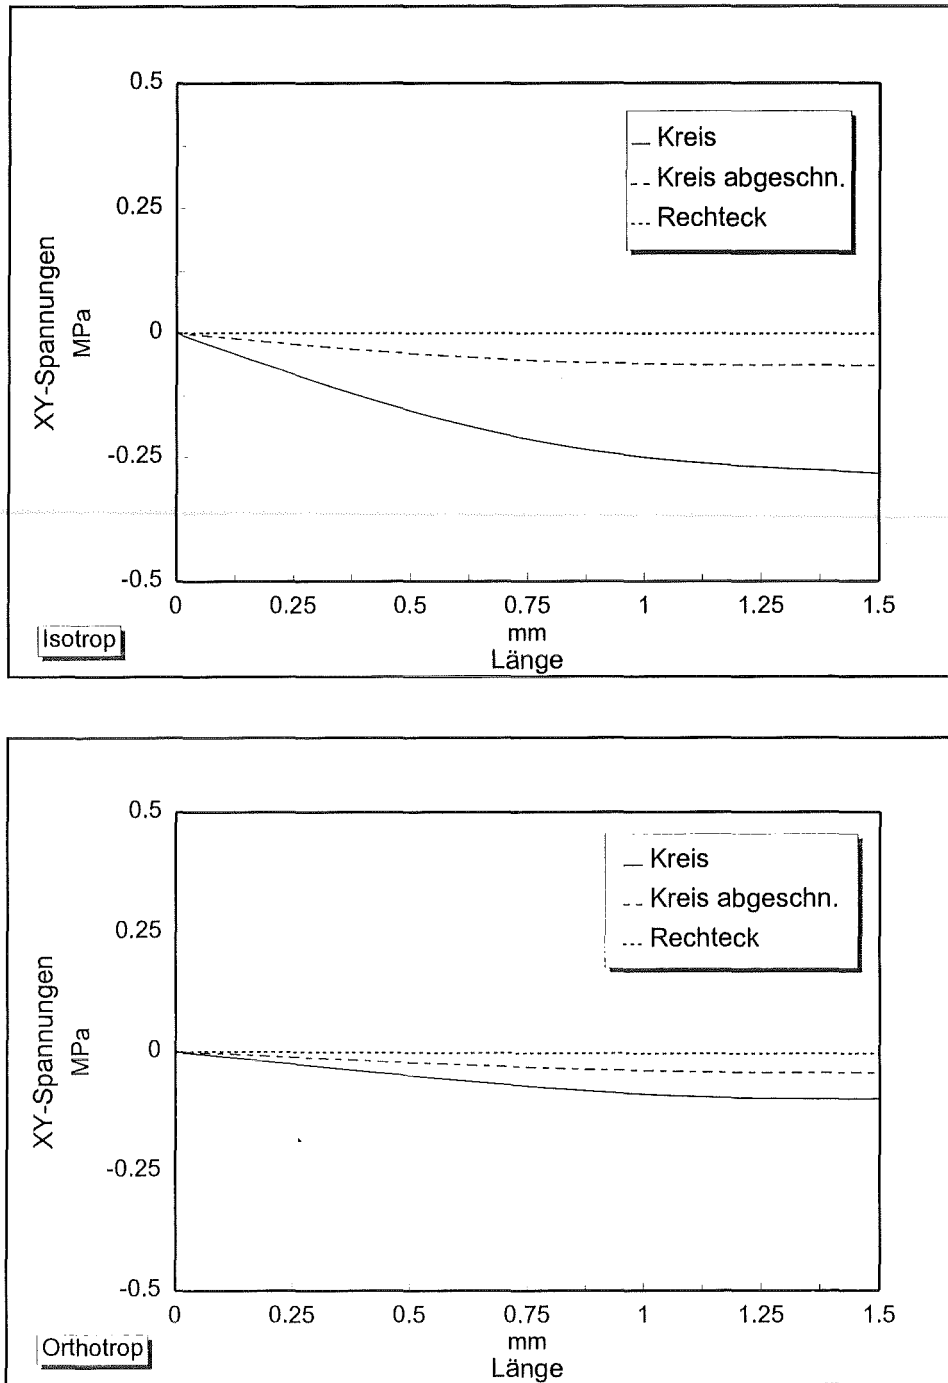 0.5
0.25
0
-0.25
-0.5
XY-Spannungen
MPa
Kreis
Kreis abgeschn.
Rechteck
0 0.25 0.5 0.75 1 1.25 1.5
mm
Länge
Isotrop
0.5
0.25
0
-0.25
-0.5
XY-Spannungen
MPa
Kreis
Kreis abgeschn.
Rechteck
0 0.25 0.5 0.75 1 1.25 1.5
mm
Länge
Orthotrop